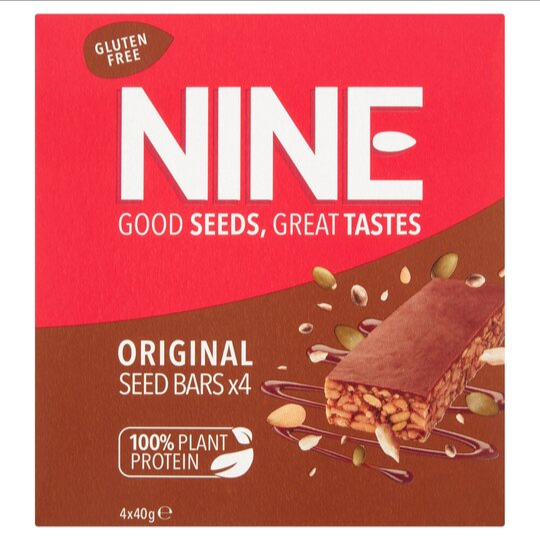 GLUTEN
FREE
NINE
GOOD SEEDS, GREAT TASTES
ORIGINAL
SEED BARS x4
100% PLANT
PROTEIN
4x40g ℮